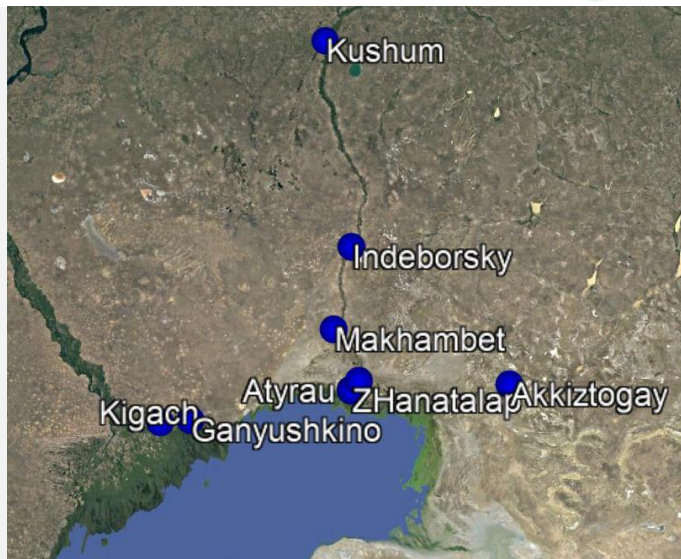 Kushum
Indeborsky
Makhambet
Atyrau
ZHanatalap
Akkiztogay
Kigach
Ganyushkino